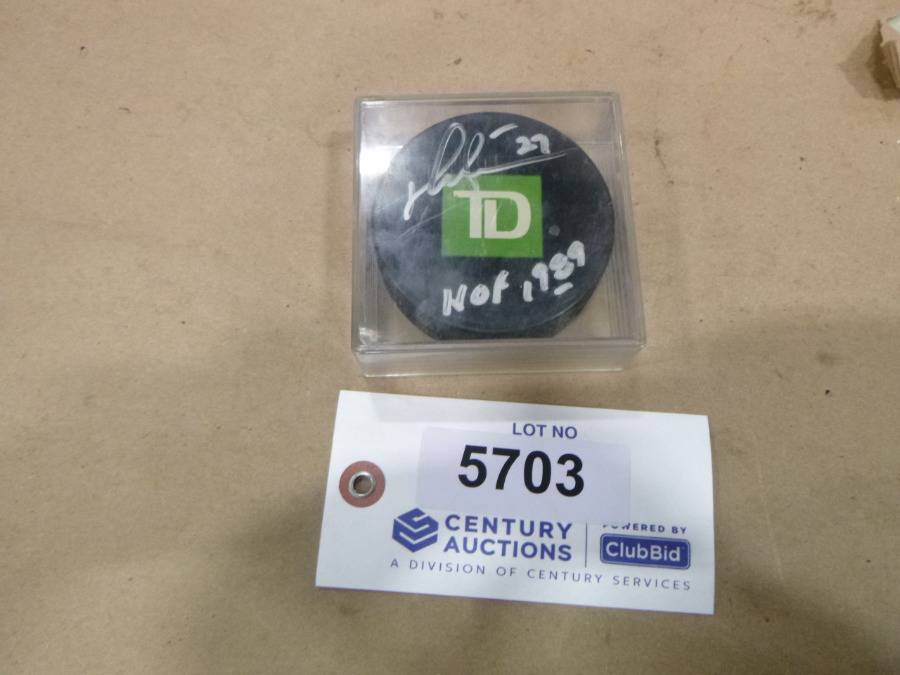 27
TD
HOF 1989
LOT NO
5703
CENTURY AUCTIONS
POWERED BY
ClubBid
A DIVISION OF CENTURY SERVICES